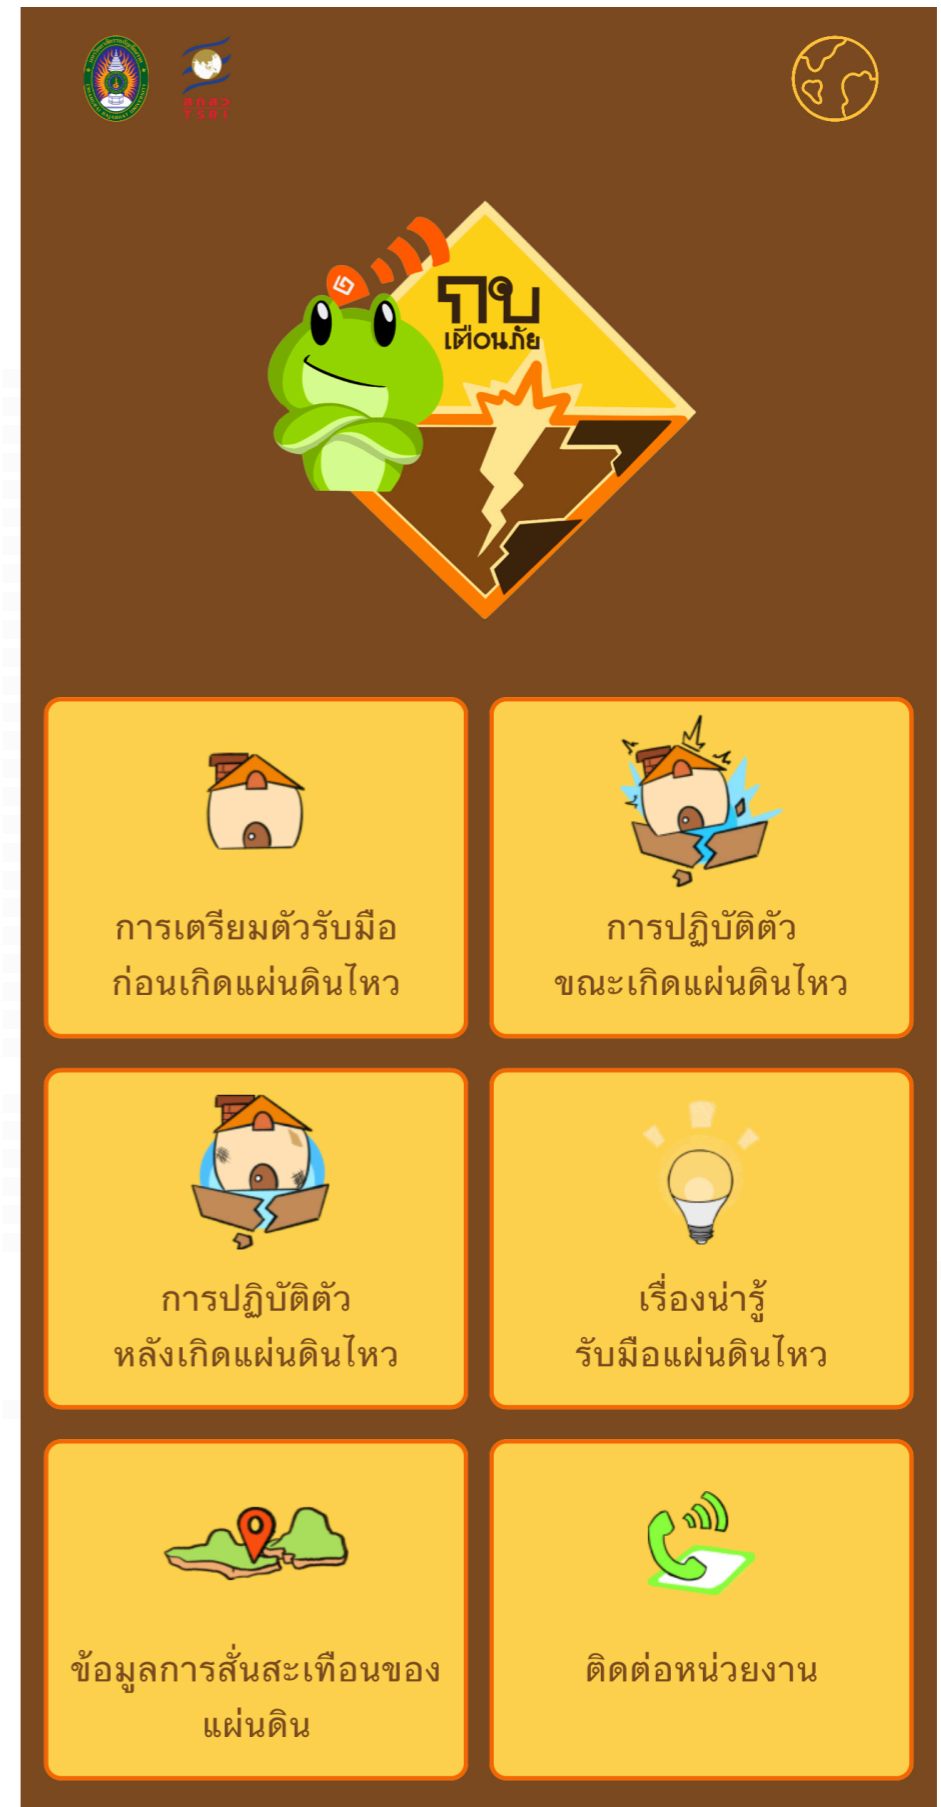 สกสว
TSRI
กบ
เตือนภัย
การเตรียมตัวรับมือ
ก่อนเกิดแผ่นดินไหว
การปฏิบัติตัว
ขณะเกิดแผ่นดินไหว
การปฏิบัติตัว
หลังเกิดแผ่นดินไหว
เรื่องน่ารู้
รับมือแผ่นดินไหว
ข้อมูลการสั่นสะเทือนของ
แผ่นดิน
ติดต่อหน่วยงาน